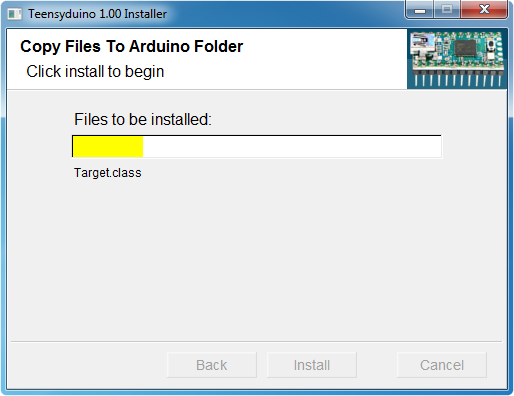 Teensyduino 1.00 Installer
Copy Files To Arduino Folder
Click install to begin
Files to be installed:
Target.class
Back
Install
Cancel